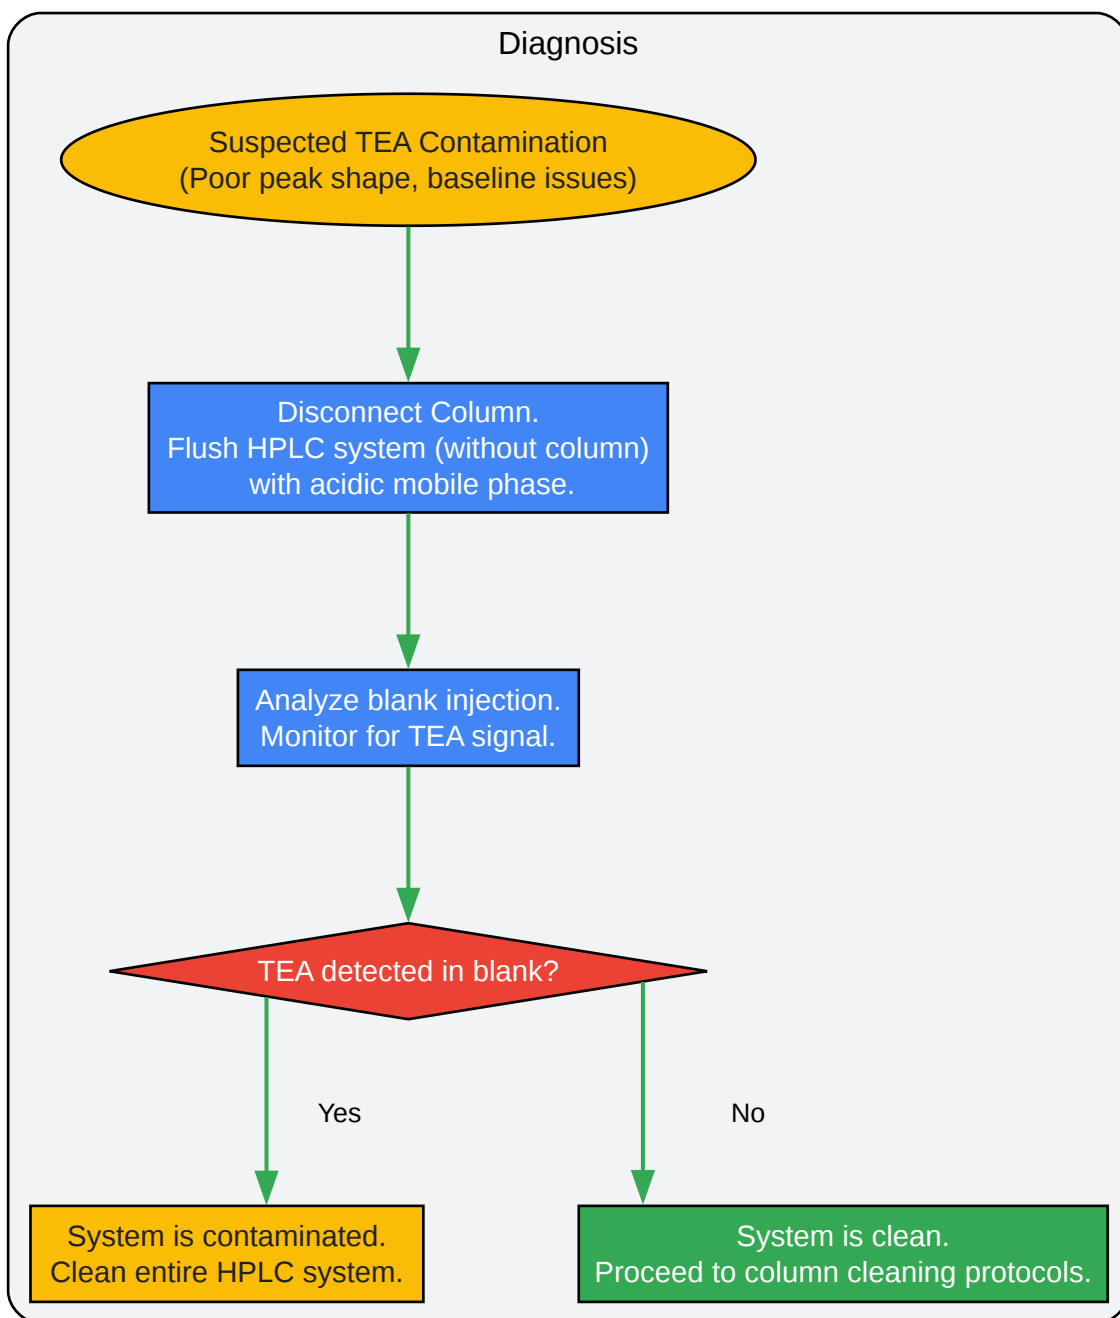 Diagnosis
Suspected TEA Contamination
(Poor peak shape, baseline issues)
Disconnect Column.
Flush HPLC system (without column)
with acidic mobile phase.
Analyze blank injection.
Monitor for TEA signal.
TEA detected in blank?
Yes
No
System is contaminated.
Clean entire HPLC system.
System is clean.
Proceed to column cleaning protocols.